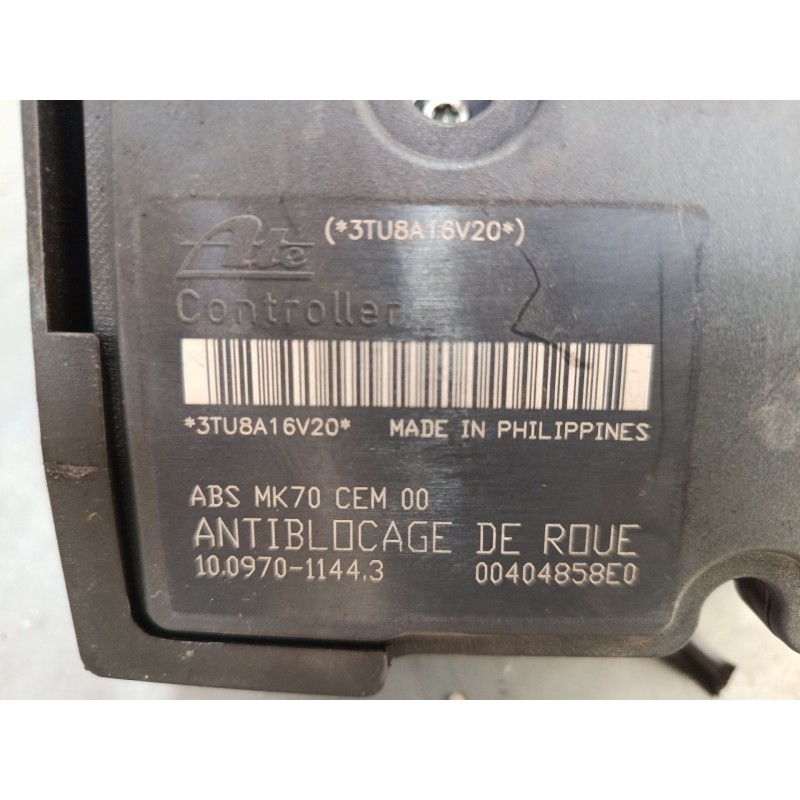 (*3TU8A16V20*)
Ate
Controller
*3TU8A16V20* MADE IN PHILIPPINES
ABS MK70 CEM 00
ANTIBLOCAGE DE ROUE
10.0970-1144.3 00404858E0